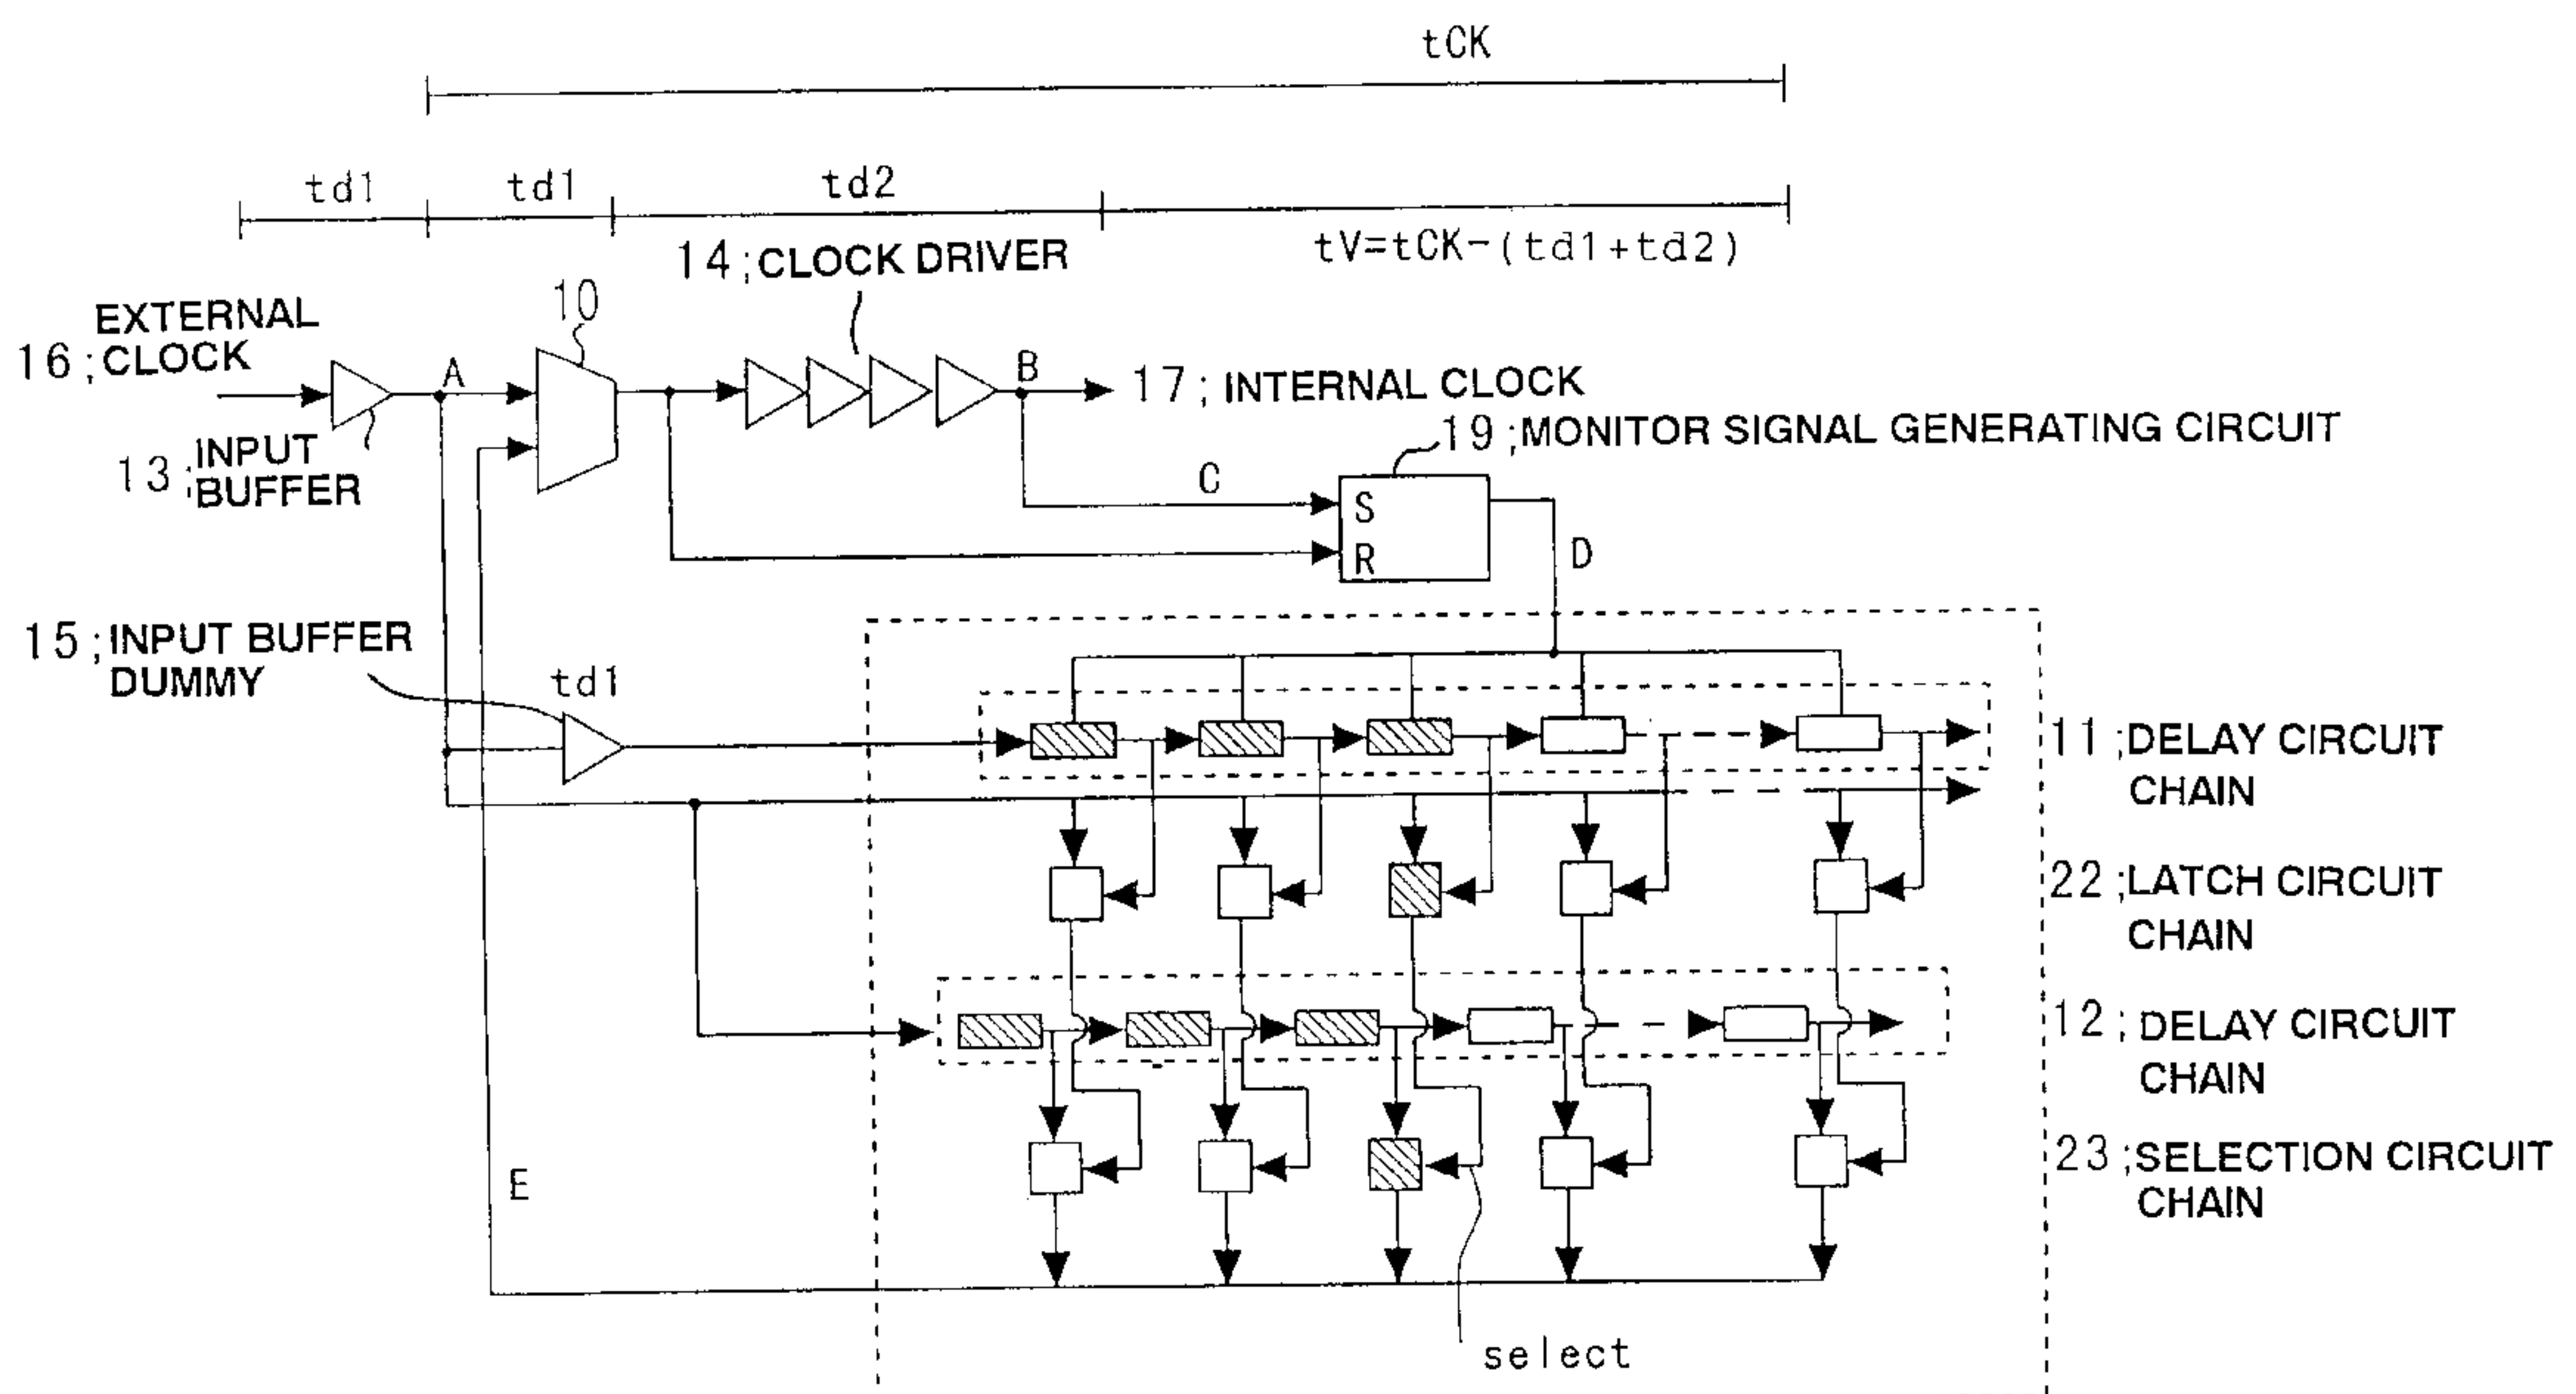 tCK
td1 td1 td2
tV=tCK-(td1+td2)
14;CLOCK DRIVER
10
EXTERNAL
16;CLOCK
A
B
17; INTERNAL CLOCK
19;MONITOR SIGNAL GENERATING CIRCUIT
13;INPUT
BUFFER
C
S
R
D
15;INPUT BUFFER
DUMMY
td1
11;DELAY CIRCUIT
CHAIN
22;LATCH CIRCUIT
CHAIN
12; DELAY CIRCUIT
CHAIN
23;SELECTION CIRCUIT
CHAIN
E
select